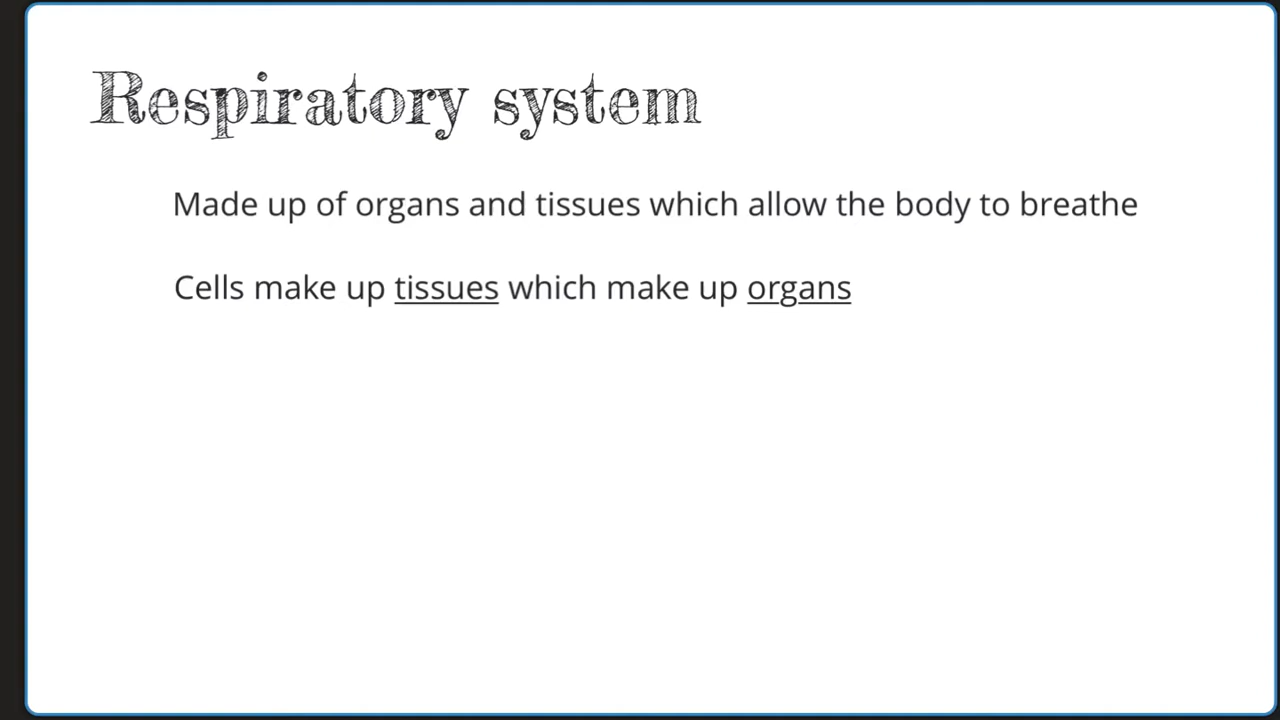 Respiratory system
Made up of organs and tissues which allow the body to breathe
Cells make up tissues which make up organs